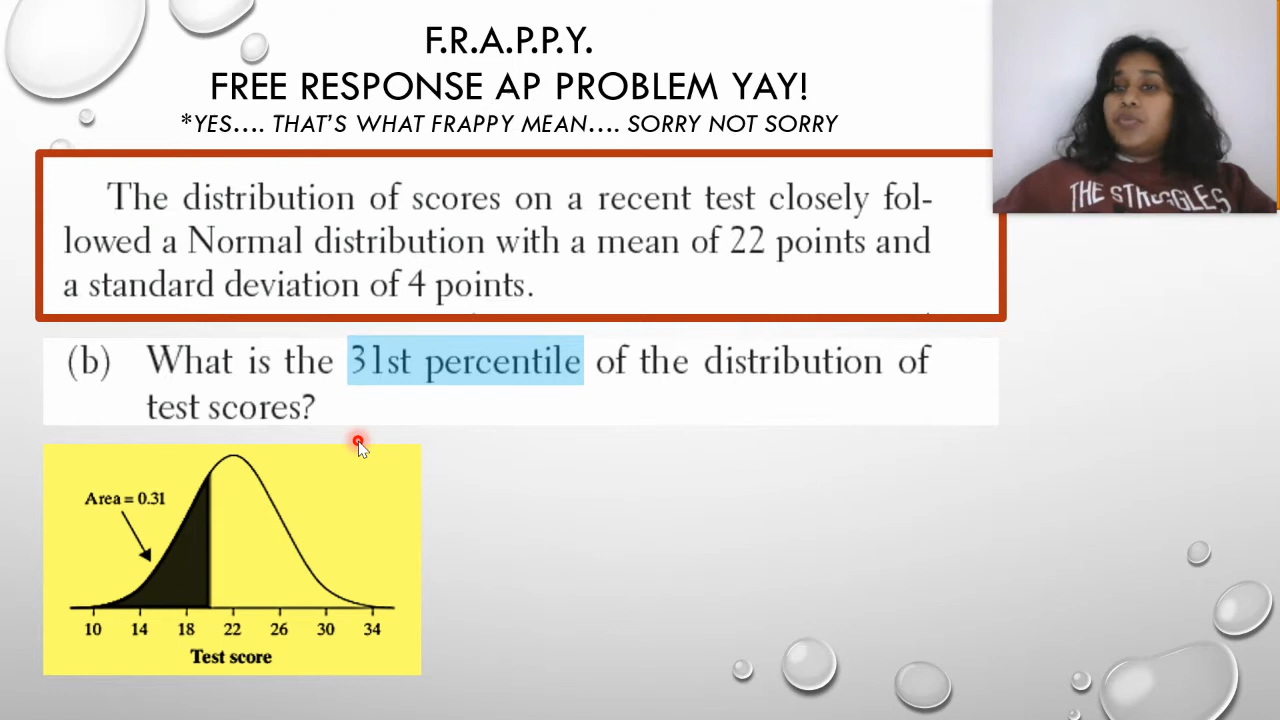 F.R.A.P.P.Y.
FREE RESPONSE AP PROBLEM YAY!
*YES.... THAT'S WHAT FRAPPY MEAN.... SORRY NOT SORRY
THE STRUGGLES
The distribution of scores on a recent test closely fol-
lowed a Normal distribution with a mean of 22 points and
a standard deviation of 4 points.
(b) What is the 31st percentile of the distribution of
test scores?
Area = 0.31
10 14 18 22 26 30 34
Test score